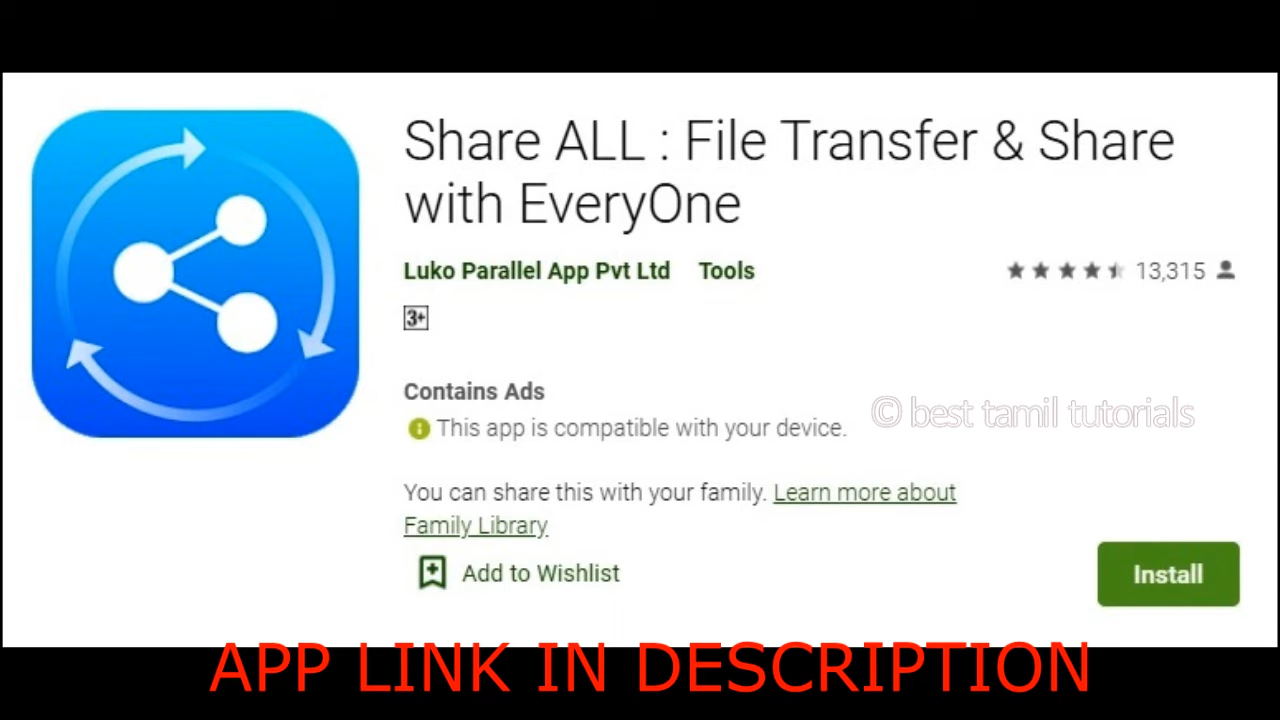 Share ALL : File Transfer & Share
with EveryOne
Luko Parallel App Pvt Ltd Tools
13,315
3+
Contains Ads
This app is compatible with your device.
© best tamil tutorials
You can share this with your family. Learn more about
Family Library
Add to Wishlist
Install
APP LINK IN DESCRIPTION